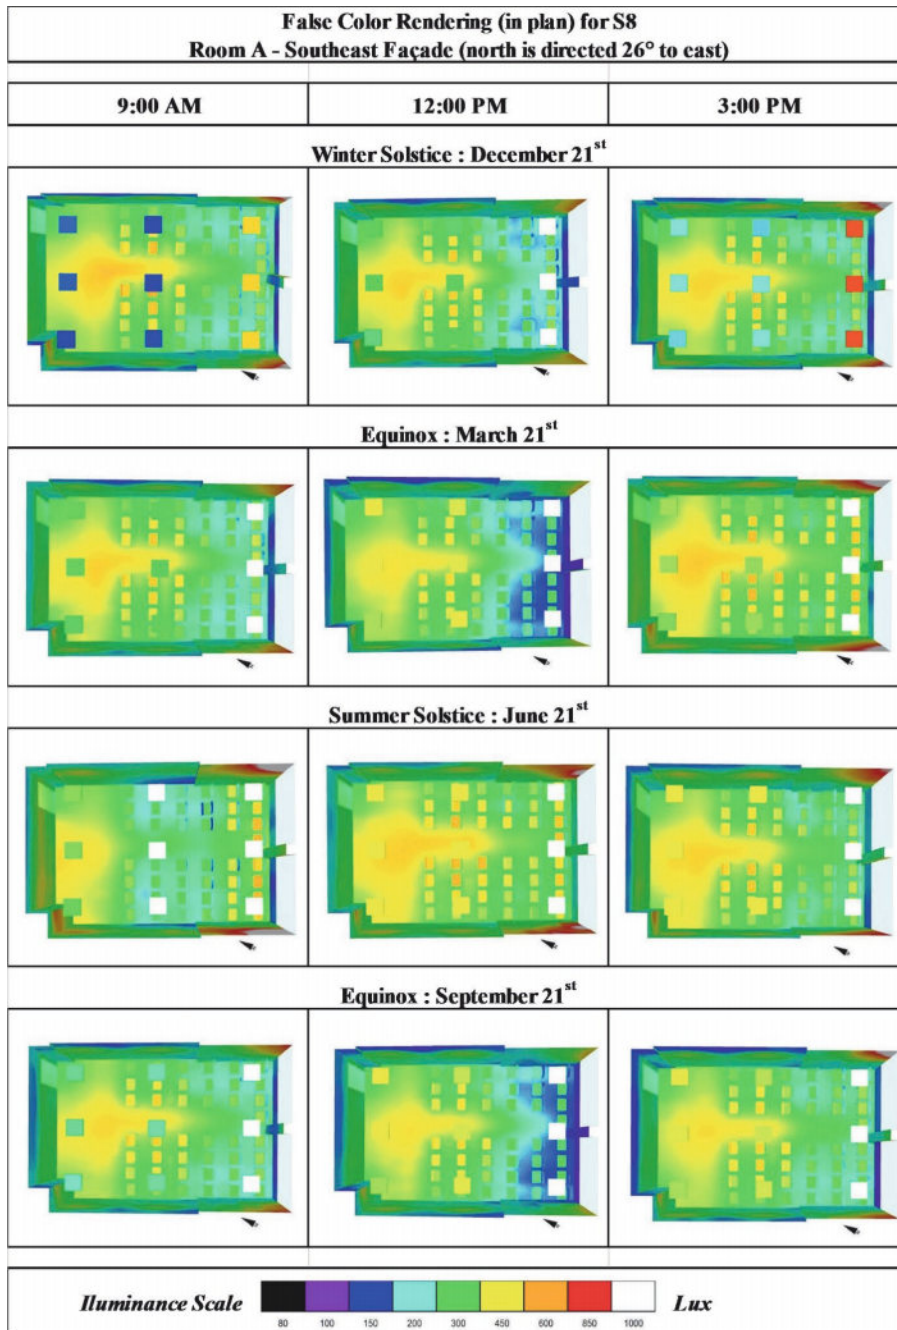 False Color Rendering (in plan) for S8
Room A - Southeast Façade (north is directed 26° to east)
9:00 AM 12:00 PM 3:00 PM
Winter Solstice : December 21st
Equinox : March 21st
Summer Solstice : June 21st
Equinox : September 21st
Iluminance Scale Lux
80 100 150 200 300 450 600 850 1000